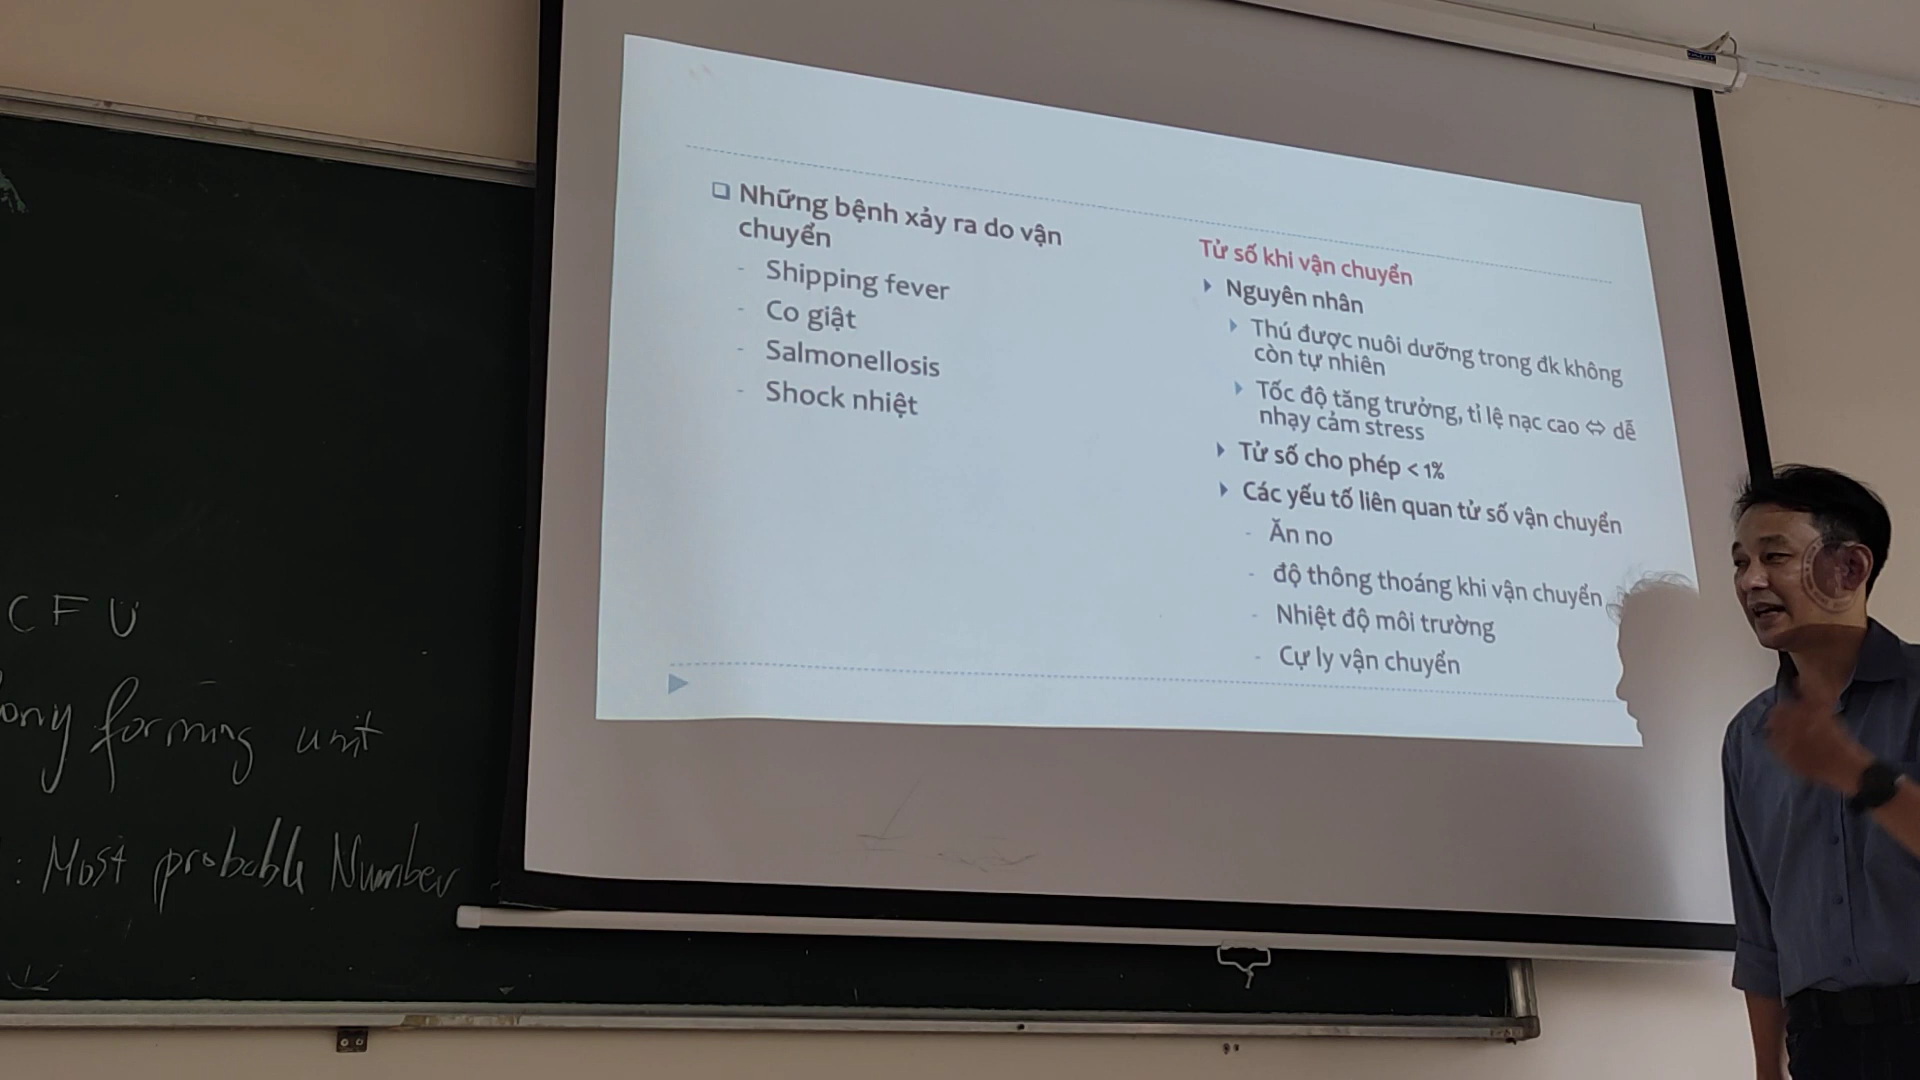 Những bệnh xảy ra do vận
chuyển
- Shipping fever
- Co giật
- Salmonellosis
- Shock nhiệt
Tử số khi vận chuyển
Nguyên nhân
Thú được nuôi dưỡng trong đk không
còn tự nhiên
Tốc độ tăng trưởng, tỉ lệ nạc cao ⇔ dễ
nhạy cảm stress
Tử số cho phép < 1%
Các yếu tố liên quan tử số vận chuyển
- Ăn no
- độ thông thoáng khi vận chuyển
- Nhiệt độ môi trường
- Cự ly vận chuyển
CFU
ony forming unit
: Most probable Number